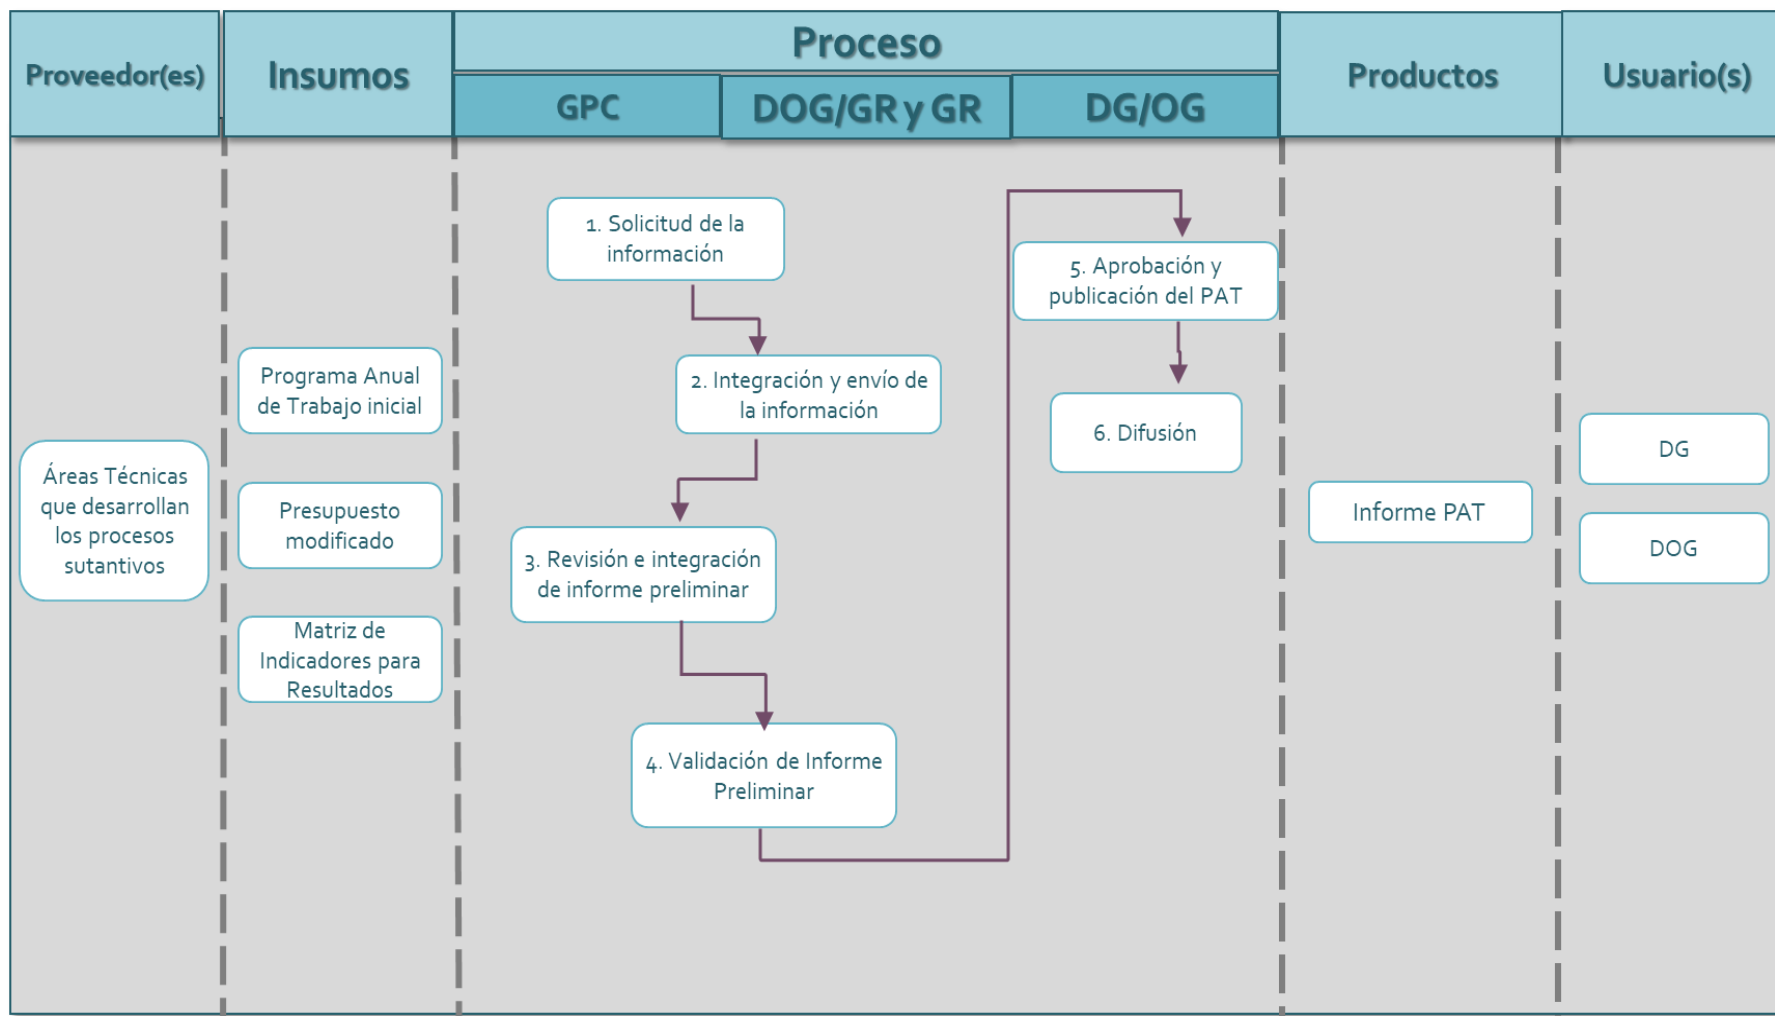 Proveedor(es)
Insumos
Proceso
GPC
DOG/GR y GR
DG/OG
Productos
Usuario(s)
Áreas Técnicas
que desarrollan
los procesos
sutantivos
Programa Anual
de Trabajo inicial
Presupuesto
modificado
Matriz de
Indicadores para
Resultados
1. Solicitud de la
información
2. Integración y envío de
la información
3. Revisión e integración
de informe preliminar
4. Validación de Informe
Preliminar
5. Aprobación y
publicación del PAT
6. Difusión
Informe PAT
DG
DOG